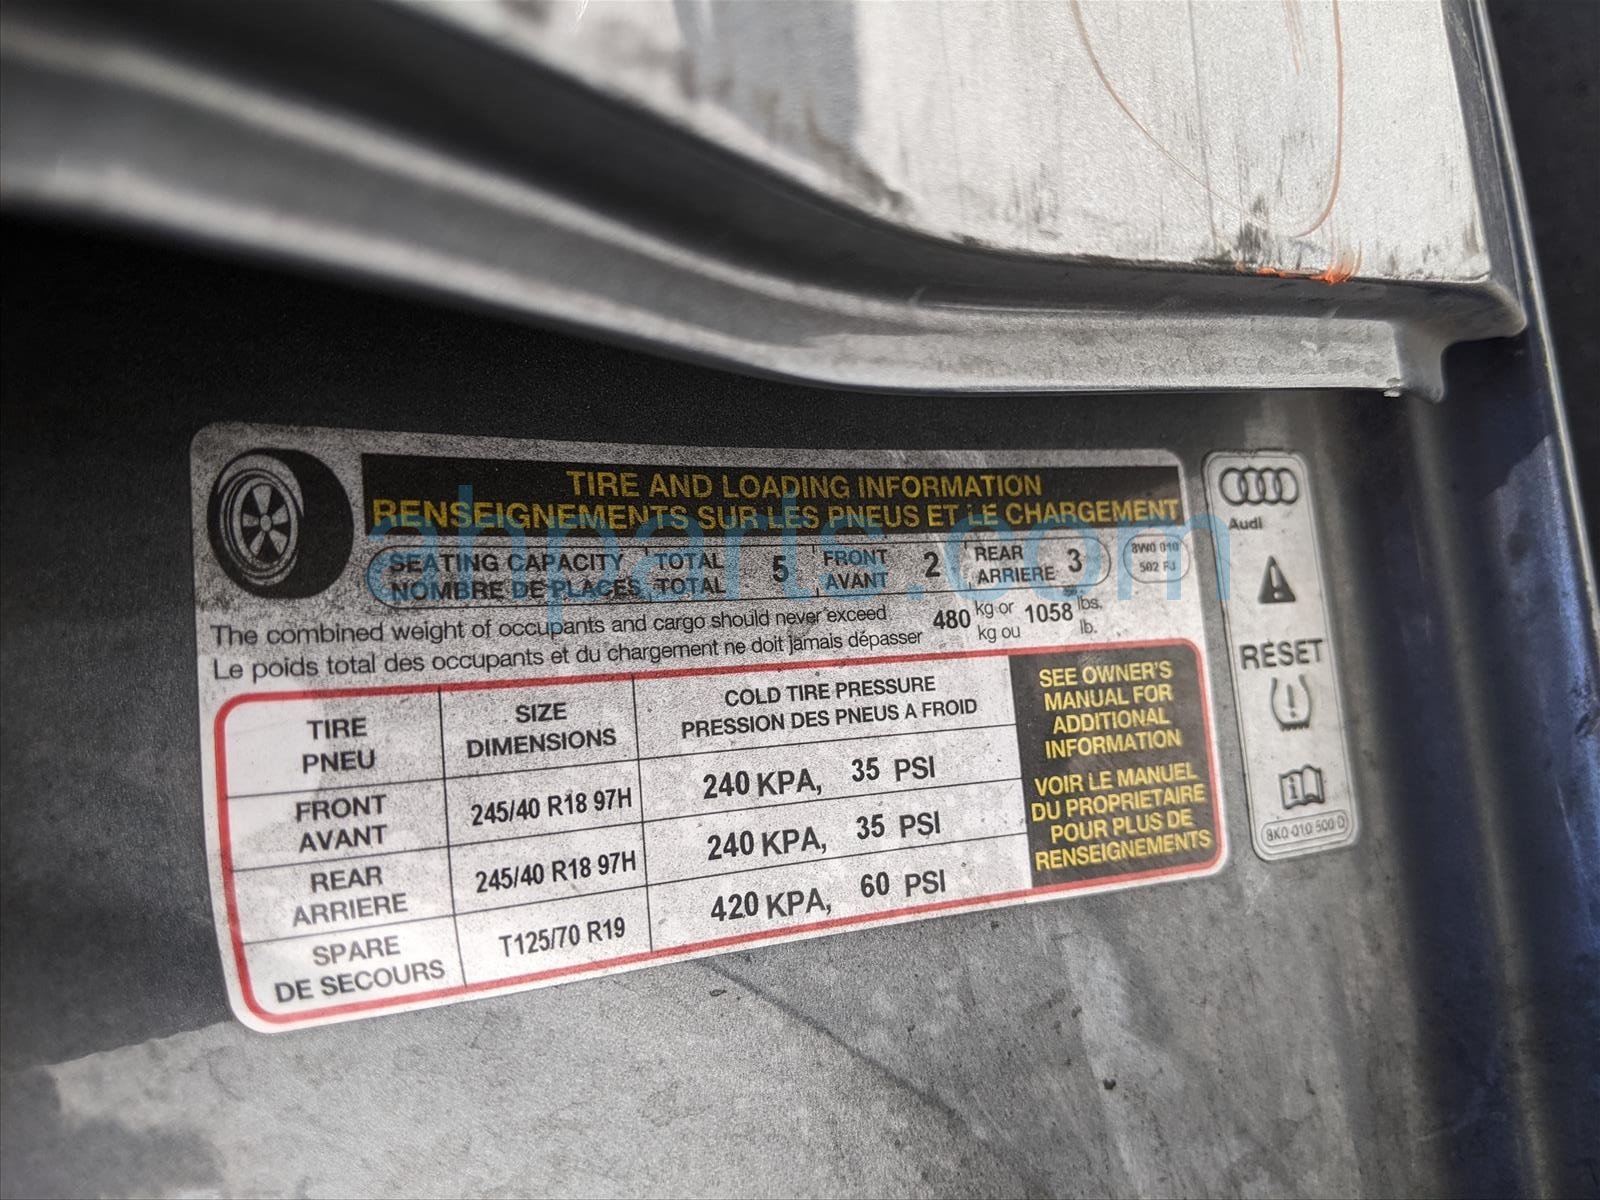 TIRE AND LOADING INFORMATION
RENSEIGNEMENTS SUR LES PNEUS ET LE CHARGEMENT
SEATING CAPACITY TOTAL 5 FRONT 2 REAR 3
NOMBRE DE PLACES TOTAL AVANT ARRIERE
8W0 010
502 FJ
The combined weight of occupants and cargo should never exceed 480 kg or 1058 lbs.
Le poids total des occupants et du chargement ne doit jamais dépasser kg ou lb.
TIRE SIZE COLD TIRE PRESSURE
PNEU DIMENSIONS PRESSION DES PNEUS A FROID
FRONT 245/40 R18 97H 240 KPA, 35 PSI
AVANT
REAR 245/40 R18 97H 240 KPA, 35 PSI
ARRIERE
SPARE T125/70 R19 420 KPA, 60 PSI
DE SECOURS
SEE OWNER'S
MANUAL FOR
ADDITIONAL
INFORMATION
VOIR LE MANUEL
DU PROPRIETAIRE
POUR PLUS DE
RENSEIGNEMENTS
Audi
RESET
8K0 010 500 D
ahparts.com